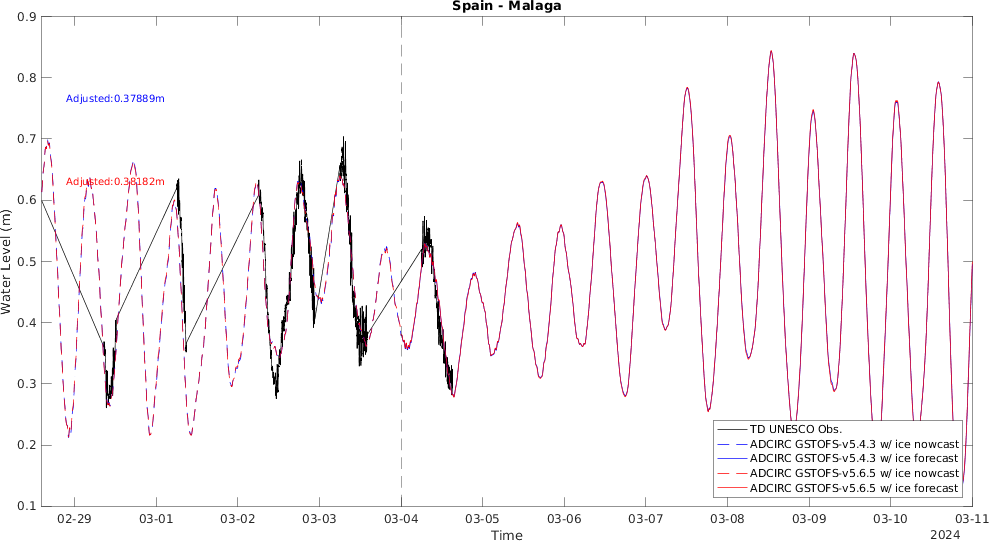 Spain - Malaga
0.9
0.8
0.7
0.6
0.5
0.4
0.3
0.2
0.1
Water Level (m)
Adjusted:0.37889m
Adjusted:0.38182m
TD UNESCO Obs.
ADCIRC GSTOFS-v5.4.3 w/ ice nowcast
ADCIRC GSTOFS-v5.4.3 w/ ice forecast
ADCIRC GSTOFS-v5.6.5 w/ ice nowcast
ADCIRC GSTOFS-v5.6.5 w/ ice forecast
02-29 03-01 03-02 03-03 03-04 03-05 03-06 03-07 03-08 03-09 03-10 03-11
Time
2024